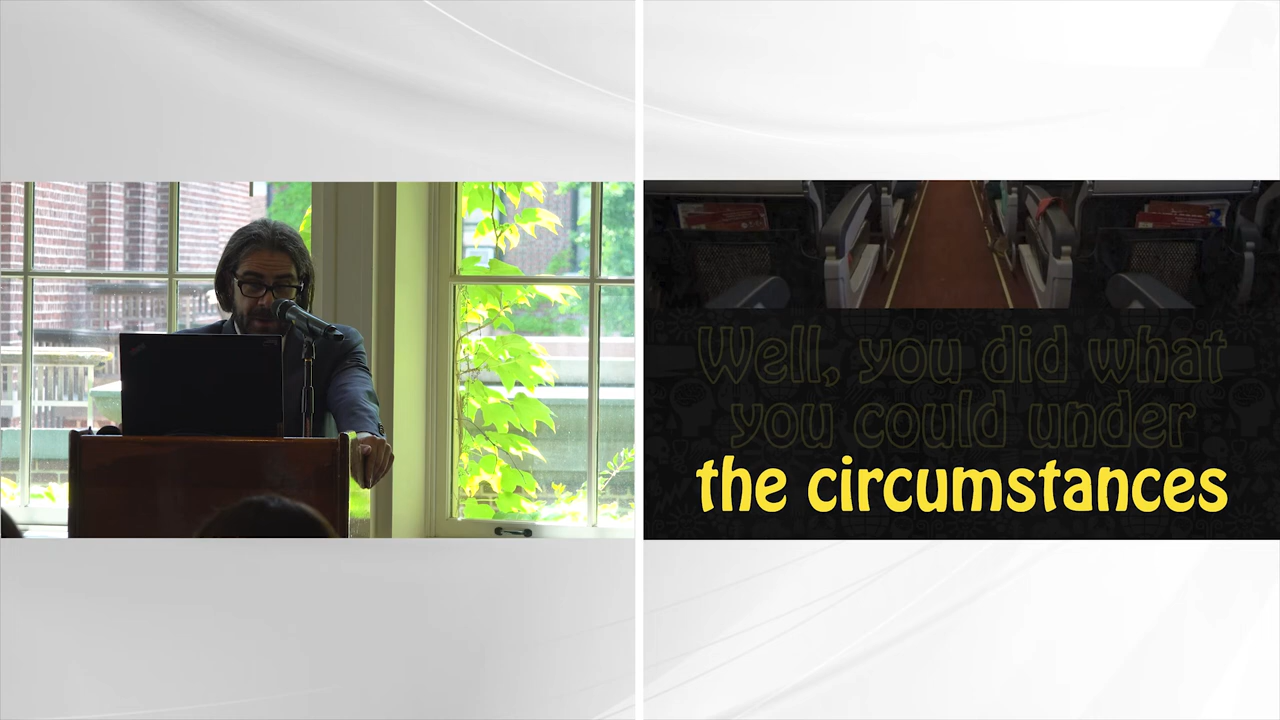 Well, you did what
you could under
the circumstances